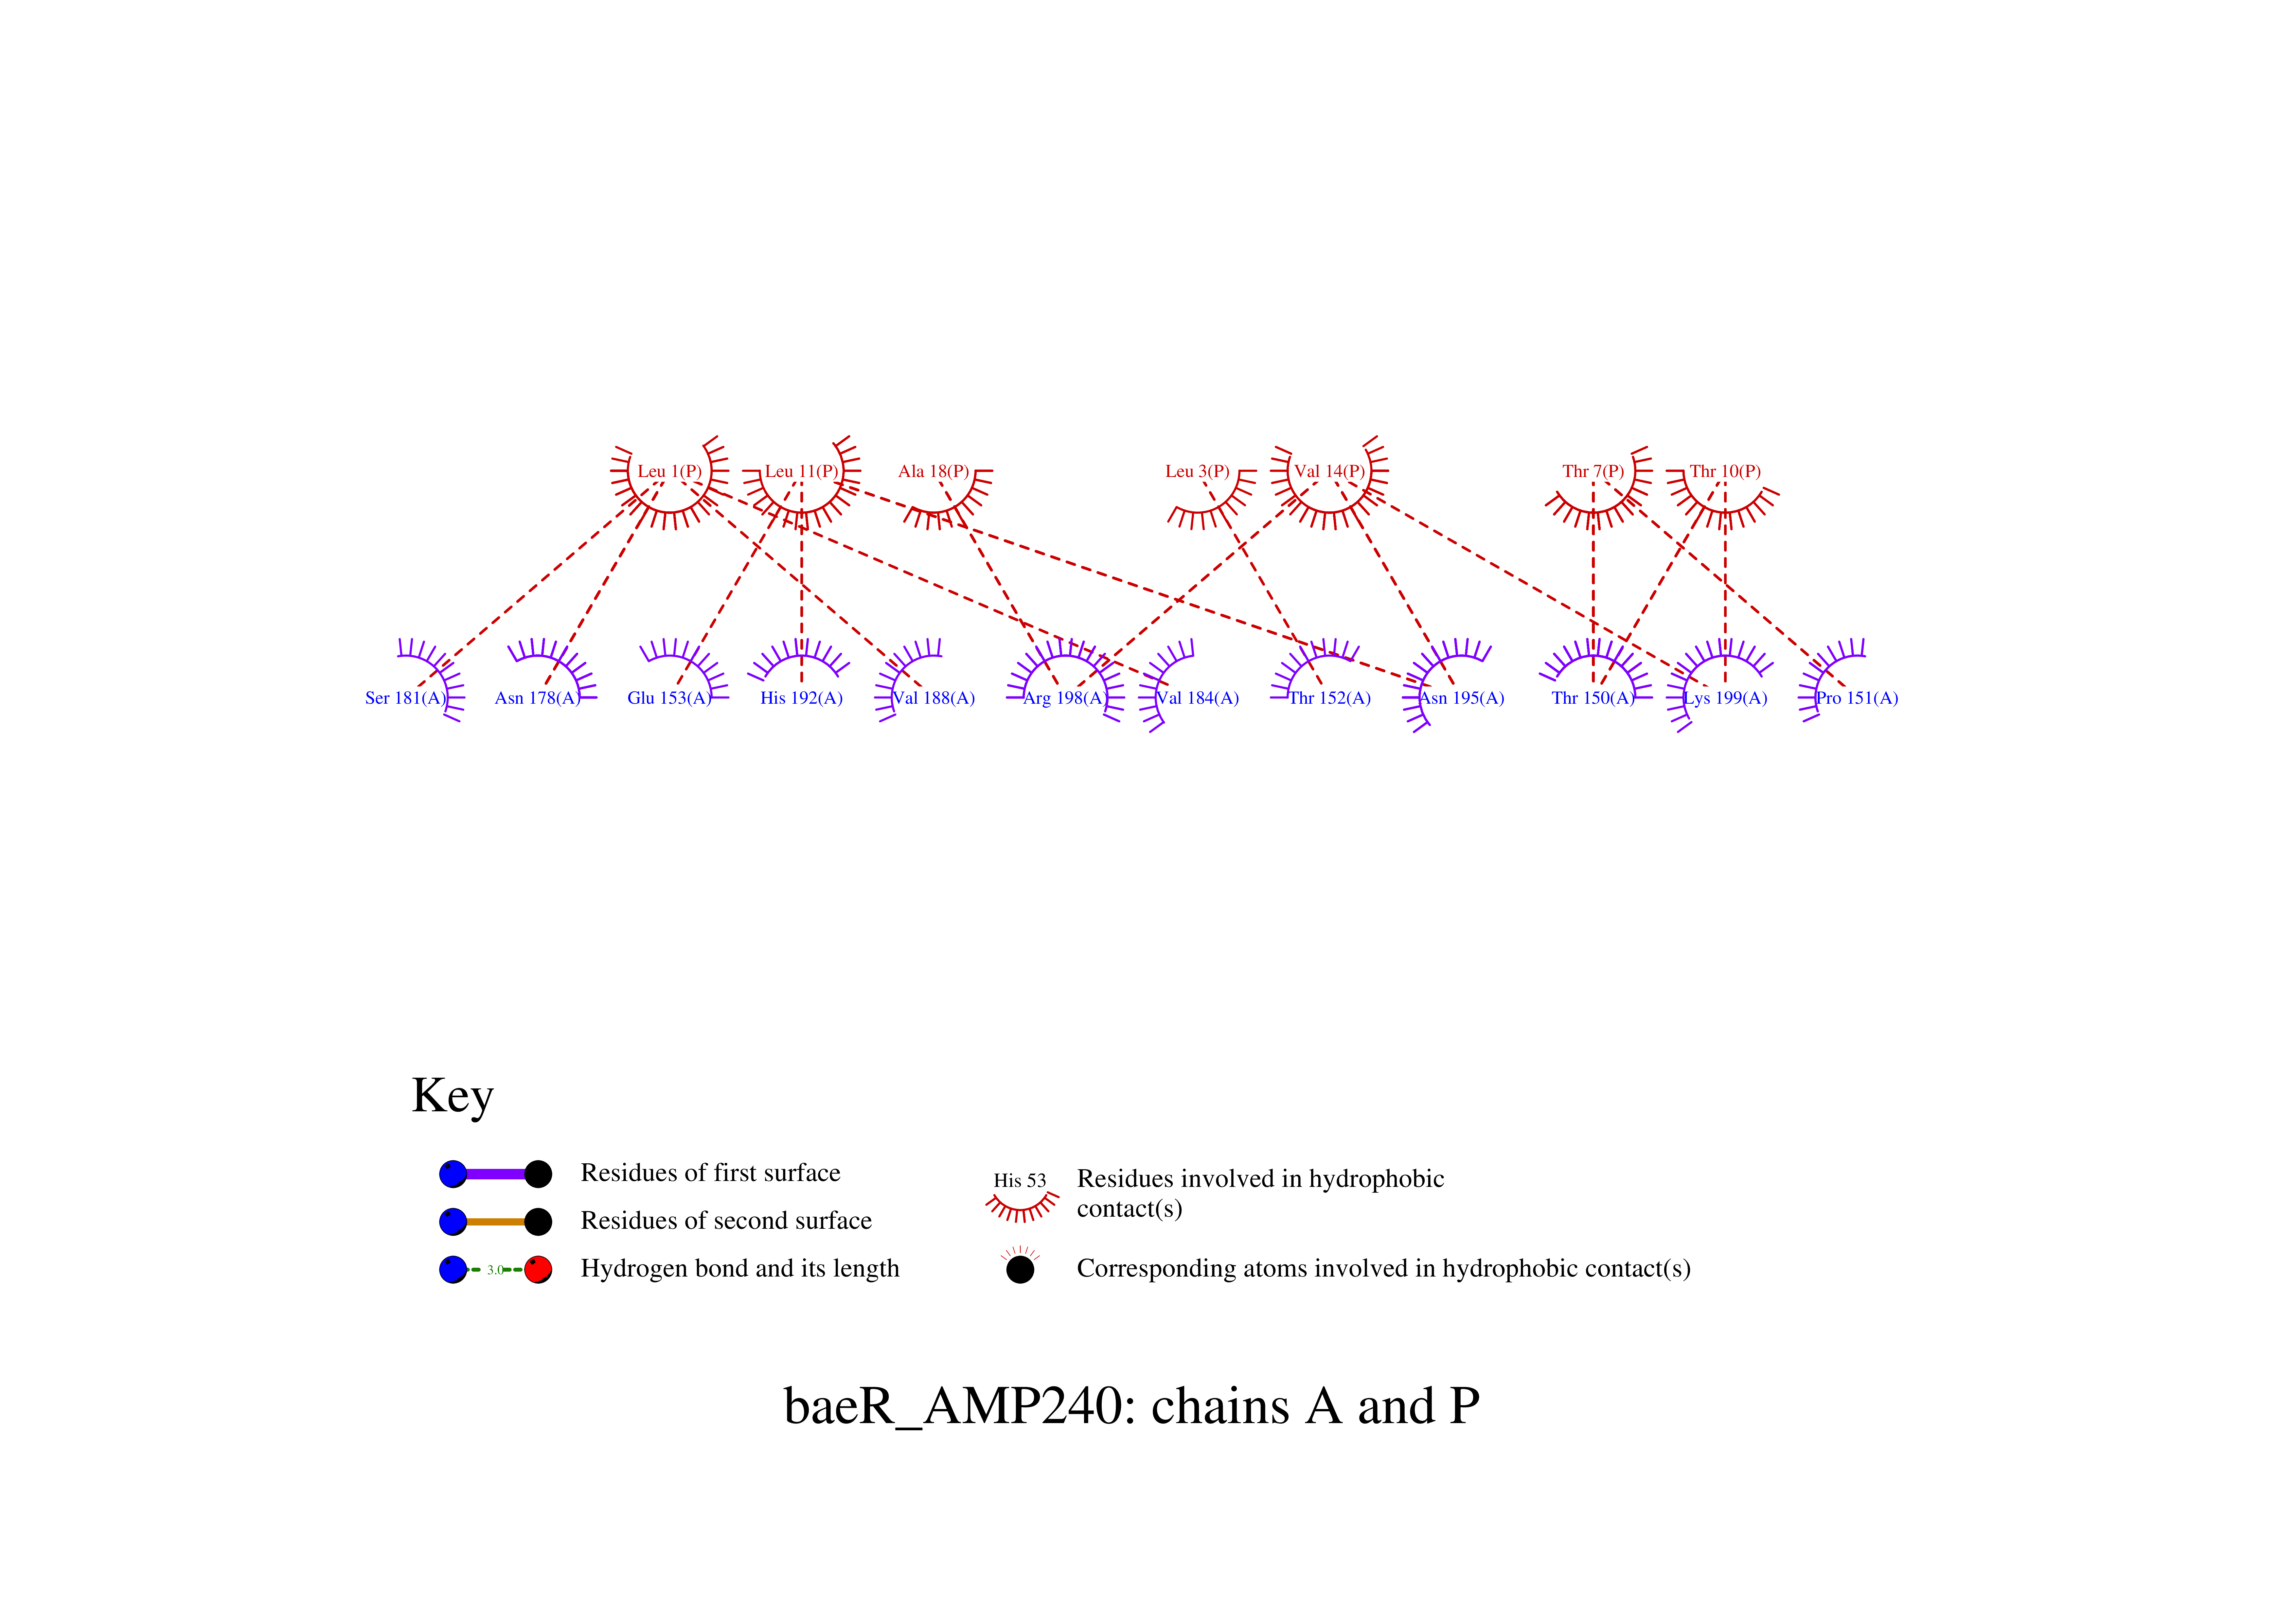 Leu 1(P) Leu 11(P) Ala 18(P) Leu 3(P) Val 14(P) Thr 7(P) Thr 10(P)
Ser 181(A) Asn 178(A) Glu 153(A) His 192(A) Val 188(A) Arg 198(A) Val 184(A) Thr 152(A) Asn 195(A) Thr 150(A) Lys 199(A) Pro 151(A)
Key
Residues of first surface
Residues of second surface
3.0 Hydrogen bond and its length
His 53 Residues involved in hydrophobic
contact(s)
Corresponding atoms involved in hydrophobic contact(s)
baeR_AMP240: chains A and P